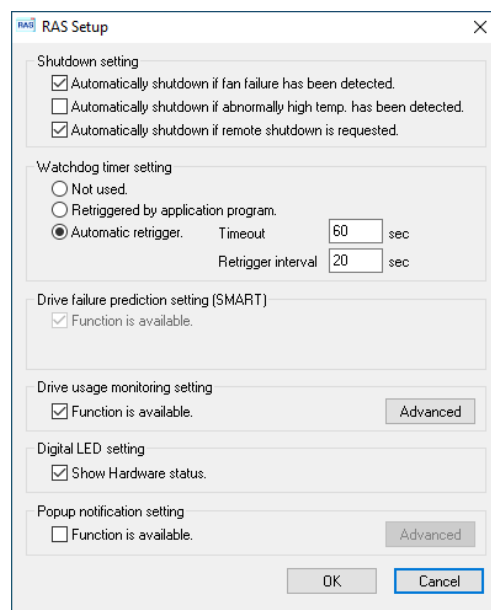 RAS RAS Setup
Shutdown setting
Automatically shutdown if fan failure has been detected.
Automatically shutdown if abnormally high temp. has been detected.
Automatically shutdown if remote shutdown is requested.
Watchdog timer setting
Not used.
Retriggered by application program.
Automatic retrigger. Timeout 60 sec
Retrigger interval 20 sec
Drive failure prediction setting (SMART)
Function is available.
Drive usage monitoring setting
Function is available. Advanced
Digital LED setting
Show Hardware status.
Popup notification setting
Function is available. Advanced
OK Cancel